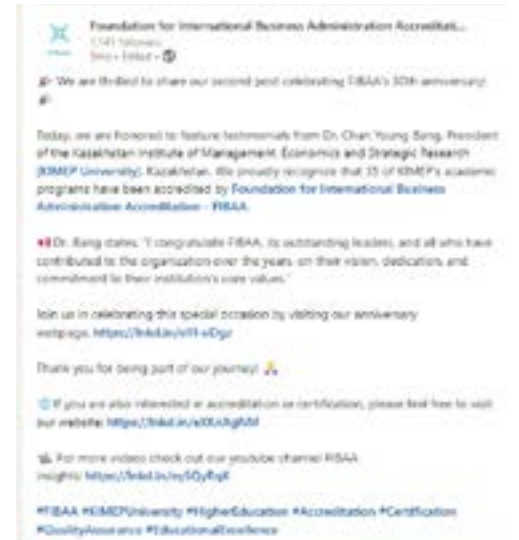 Foundation for International Business Administration Accreditati...
followers
Edited
🎉 We are thrilled to share our second post celebrating FIBAA's 30th anniversary!
🎉
Today, we are honored to feature testimonials from Dr. Chan Young Bang, President
of the Kazakhstan Institute of Management, Economics and Strategic Research
(KIMEP University), Kazakhstan. We proudly recognize that of KIMEP's academic
programs have been accredited by Foundation for International Business
Administration Accreditation - FIBAA.
📢 Dr. Bang states: "I congratulate FIBAA, its outstanding leaders, and all who have
contributed to the organization over the years, on their vision, dedication, and
commitment to their institution's core values."
Join us in celebrating this special occasion by visiting our anniversary
webpage:
Thank you for being part of our journey! 🙏
🌐 If you are also interested in accreditation or certification, please feel free to visit
our website:
For more videos check out our youtube channel FIBAA
insights:
#FIBAA #KIMEPUniversity #HigherEducation #Accreditation #Certification
#QualityAssurance #EducationalExcellence